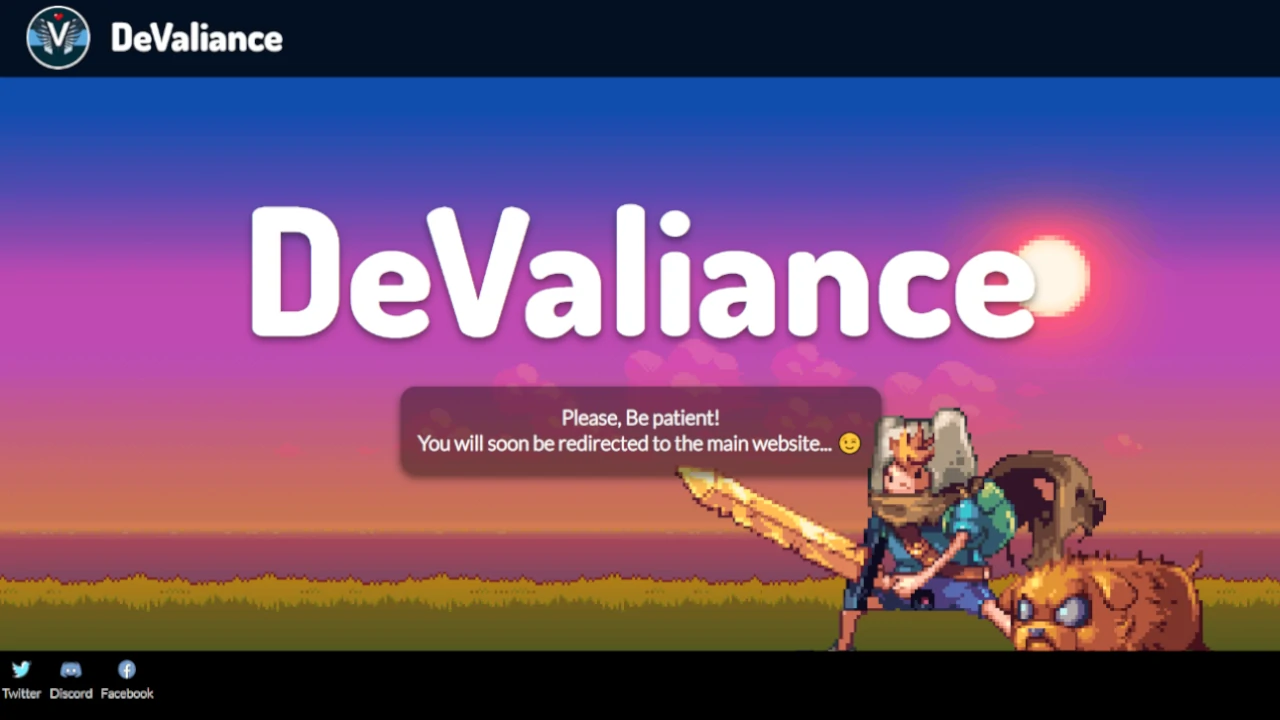 DeValiance
DeValiance
Please, Be patient!
You will soon be redirected to the main website... 😉
Twitter Discord Facebook